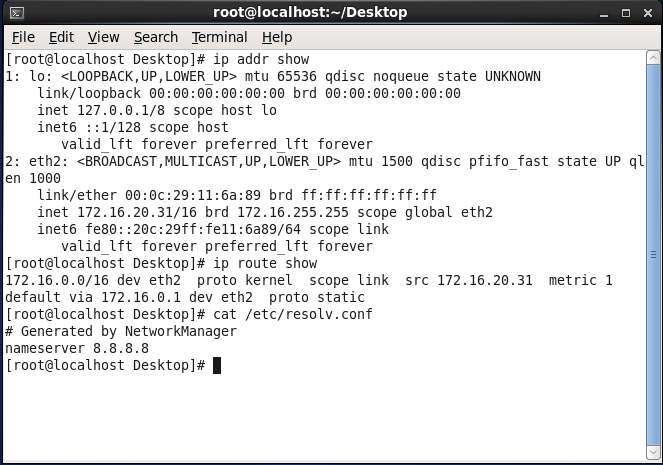 root@localhost:~/Desktop
File Edit View Search Terminal Help
[root@localhost Desktop]# ip addr show
1: lo: <LOOPBACK,UP,LOWER_UP> mtu 65536 qdisc noqueue state UNKNOWN
    link/loopback 00:00:00:00:00:00 brd 00:00:00:00:00:00
    inet 127.0.0.1/8 scope host lo
    inet6 ::1/128 scope host
       valid_lft forever preferred_lft forever
2: eth2: <BROADCAST,MULTICAST,UP,LOWER_UP> mtu 1500 qdisc pfifo_fast state UP ql
en 1000
    link/ether 00:0c:29:11:6a:89 brd ff:ff:ff:ff:ff:ff
    inet 172.16.20.31/16 brd 172.16.255.255 scope global eth2
    inet6 fe80::20c:29ff:fe11:6a89/64 scope link
       valid_lft forever preferred_lft forever
[root@localhost Desktop]# ip route show
172.16.0.0/16 dev eth2  proto kernel  scope link  src 172.16.20.31  metric 1
default via 172.16.0.1 dev eth2  proto static
[root@localhost Desktop]# cat /etc/resolv.conf
# Generated by NetworkManager
nameserver 8.8.8.8
[root@localhost Desktop]#